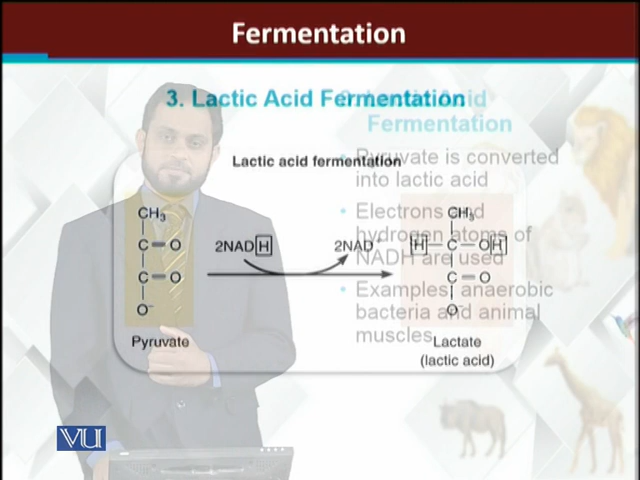 Fermentation
3. Lactic Acid Fermentation
Fermentation
Lactic acid fermentation
• Pyruvate is converted
into lactic acid
• Electrons and
hydrogen atoms of
NADH are used
• Examples: anaerobic
bacteria and animal
muscles
CH3
C=O
C=O
O-
Pyruvate
2NADH
2NAD+
CH3
H-C-OH
C=O
O-
Lactate
(lactic acid)
VU